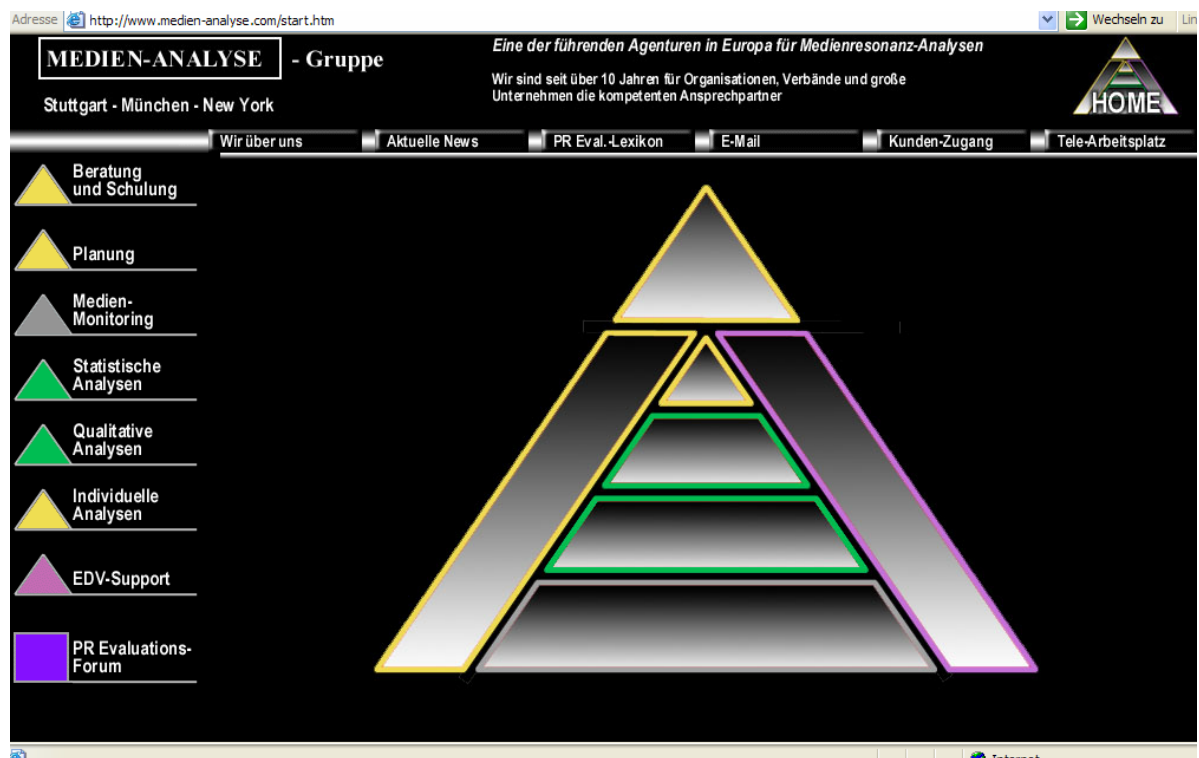 Adresse http://www.medien-analyse.com/start.htm Wechseln zu
MEDIEN-ANALYSE - Gruppe
Stuttgart - München - New York
Eine der führenden Agenturen in Europa für Medienresonanz-Analysen
Wir sind seit über 10 Jahren für Organisationen, Verbände und große
Unternehmen die kompetenten Ansprechpartner
HOME
Wir über uns Aktuelle News PR Eval.-Lexikon E-Mail Kunden-Zugang Tele-Arbeitsplatz
Beratung
und Schulung
Planung
Medien-
Monitoring
Statistische
Analysen
Qualitative
Analysen
Individuelle
Analysen
EDV-Support
PR Evaluations-
Forum
Internet